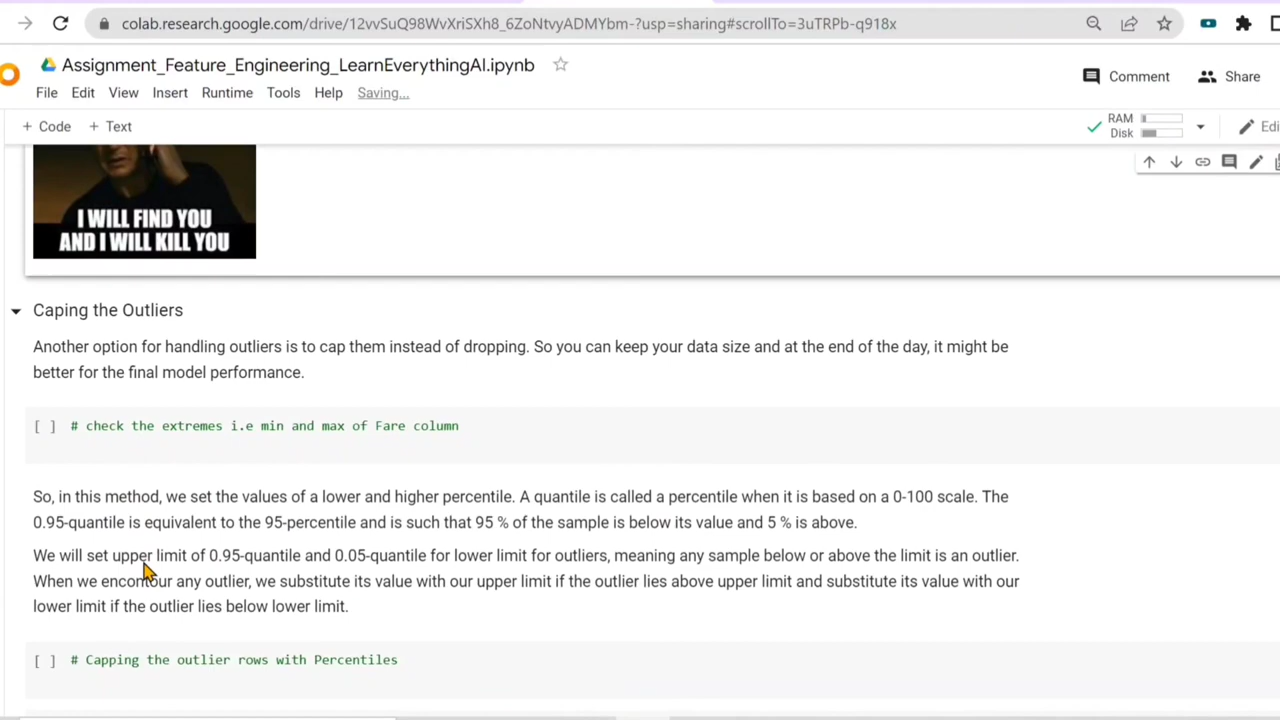 colab.research.google.com/drive/12vvSuQ98WvXriSXh8_6ZoNtvyADMYbm-?usp=sharing#scrollTo=3uTRPb-q918x
Assignment_Feature_Engineering_LearnEverythingAI.ipynb
Comment
Share
File Edit View Insert Runtime Tools Help Saving...
+ Code + Text
RAM
Disk
Edi
I WILL FIND YOU
AND I WILL KILL YOU
Caping the Outliers
Another option for handling outliers is to cap them instead of dropping. So you can keep your data size and at the end of the day, it might be
better for the final model performance.
[ ] # check the extremes i.e min and max of Fare column
So, in this method, we set the values of a lower and higher percentile. A quantile is called a percentile when it is based on a 0-100 scale. The
0.95-quantile is equivalent to the 95-percentile and is such that 95 % of the sample is below its value and 5 % is above.
We will set upper limit of 0.95-quantile and 0.05-quantile for lower limit for outliers, meaning any sample below or above the limit is an outlier.
When we any outlier, we substitute its value with our upper limit if the outlier lies above upper limit and substitute its value with our
lower limit if the outlier lies below lower limit.
[ ] # Capping the outlier rows with Percentiles